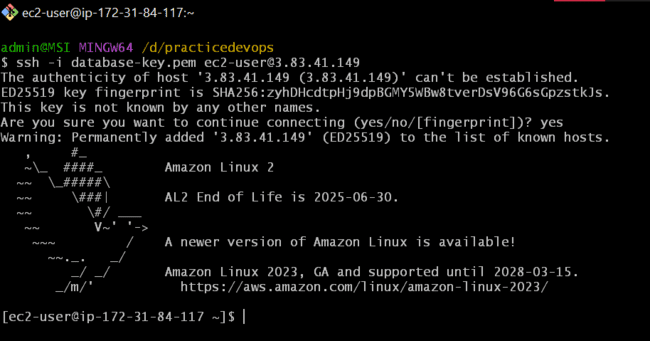 ec2-user@ip-172-31-84-117:~
admin@MSI MINGW64 /d/practicedevops
$ ssh -i database-key.pem ec2-user@3.83.41.149
The authenticity of host '3.83.41.149 (3.83.41.149)' can't be established.
ED25519 key fingerprint is SHA256:zyhDHcdtpHj9dpBGMY5WBw8tverDsV96G6sGpzstkJs.
This key is not known by any other names.
Are you sure you want to continue connecting (yes/no/[fingerprint])? yes
Warning: Permanently added '3.83.41.149' (ED25519) to the list of known hosts.
   ,     #_
   ~\_  ####_        Amazon Linux 2
  ~~  \_#####\
  ~~     \###|       AL2 End of Life is 2025-06-30.
  ~~       \#/ ___
   ~~       V~' '->
    ~~~         /    A newer version of Amazon Linux is available!
      ~~._.   _/
         _/ _/       Amazon Linux 2023, GA and supported until 2028-03-15.
       _/m/'           https://aws.amazon.com/linux/amazon-linux-2023/
[ec2-user@ip-172-31-84-117 ~]$